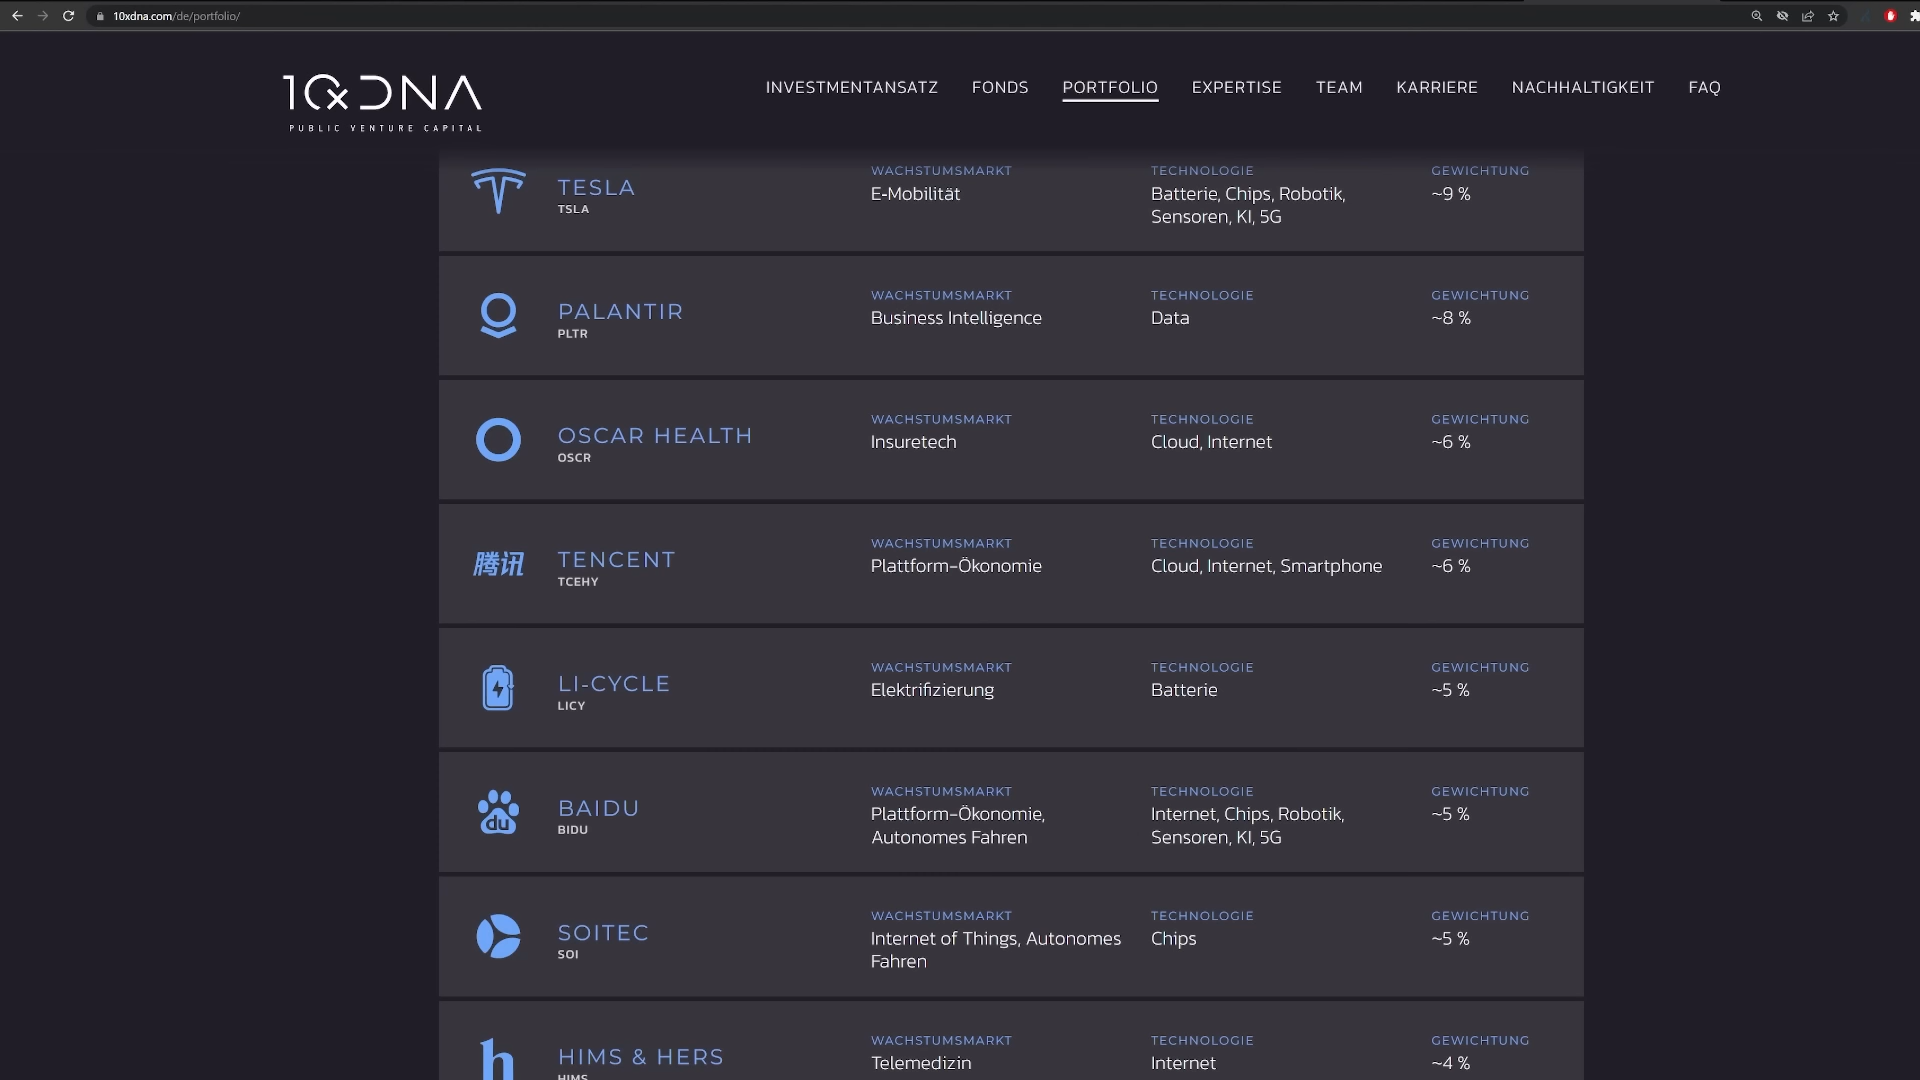 10xdna.com/de/portfolio/
10xDNA
PUBLIC VENTURE CAPITAL
INVESTMENTANSATZ FONDS PORTFOLIO EXPERTISE TEAM KARRIERE NACHHALTIGKEIT FAQ
TESLA
TSLA
WACHSTUMSMARKT
E-Mobilität
TECHNOLOGIE
Batterie, Chips, Robotik,
Sensoren, KI, 5G
GEWICHTUNG
~9 %
PALANTIR
PLTR
WACHSTUMSMARKT
Business Intelligence
TECHNOLOGIE
Data
GEWICHTUNG
~8 %
OSCAR HEALTH
OSCR
WACHSTUMSMARKT
Insuretech
TECHNOLOGIE
Cloud, Internet
GEWICHTUNG
~6 %
腾讯
TENCENT
TCEHY
WACHSTUMSMARKT
Plattform-Ökonomie
TECHNOLOGIE
Cloud, Internet, Smartphone
GEWICHTUNG
~6 %
LI-CYCLE
LICY
WACHSTUMSMARKT
Elektrifizierung
TECHNOLOGIE
Batterie
GEWICHTUNG
~5 %
du
BAIDU
BIDU
WACHSTUMSMARKT
Plattform-Ökonomie,
Autonomes Fahren
TECHNOLOGIE
Internet, Chips, Robotik,
Sensoren, KI, 5G
GEWICHTUNG
~5 %
SOITEC
SOI
WACHSTUMSMARKT
Internet of Things, Autonomes
Fahren
TECHNOLOGIE
Chips
GEWICHTUNG
~5 %
h
HIMS & HERS
HIMS
WACHSTUMSMARKT
Telemedizin
TECHNOLOGIE
Internet
GEWICHTUNG
~4 %